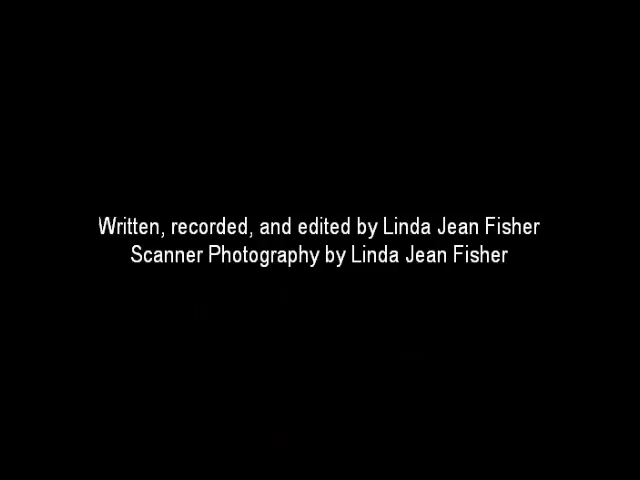 Written, recorded, and edited by Linda Jean Fisher
Scanner Photography by Linda Jean Fisher